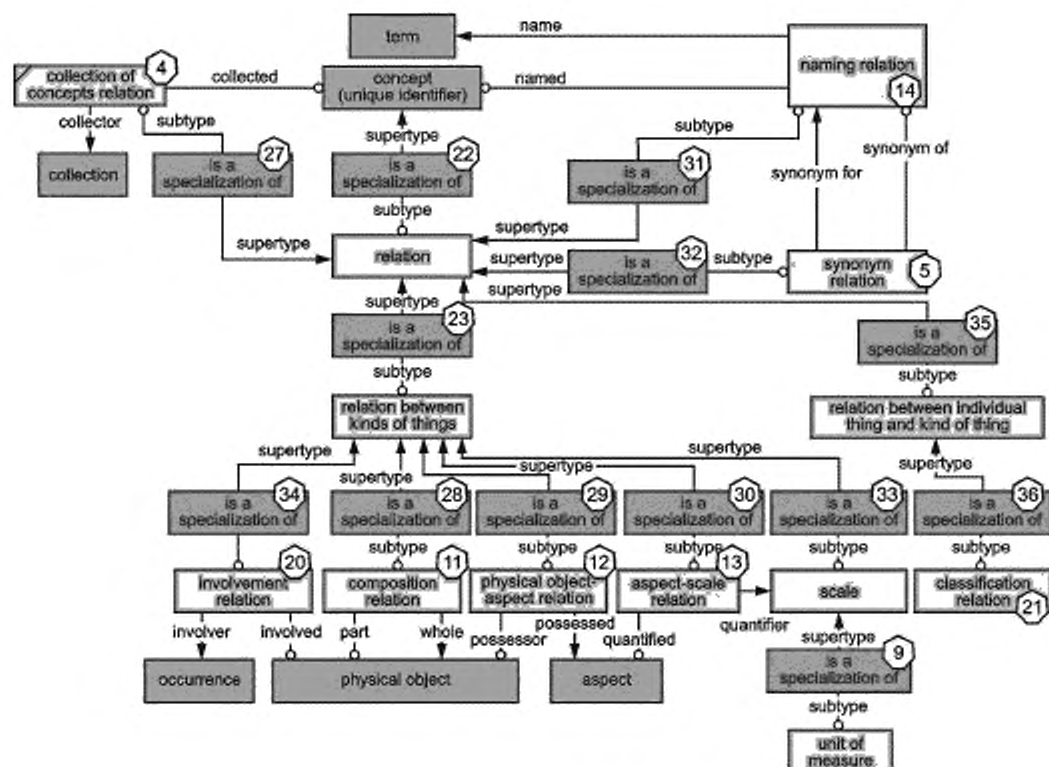 term
name
naming relation
14
collection of
concepts relation
4
collected
concept
(unique identifier)
named
collector
subtype
supertype
subtype
synonym of
collection
is a
specialization of
27
is a
specialization of
22
is a
specialization of
31
synonym for
subtype
supertype
supertype
relation
supertype
is a
specialization of
32
subtype
synonym
relation
5
supertype
supertype
is a
specialization of
23
is a
specialization of
35
subtype
subtype
relation between
kinds of things
relation between individual
thing and kind of thing
supertype
supertype
supertype
supertype
supertype
is a
specialization of
34
is a
specialization of
28
is a
specialization of
29
is a
specialization of
30
is a
specialization of
33
is a
specialization of
36
subtype
subtype
subtype
subtype
subtype
involvement
relation
20
composition
relation
11
physical object-
aspect relation
12
aspect-scale
relation
13
scale
classification
relation
21
involver
involved
part
whole
possessor
possessed
quantified
quantifier
supertype
occurrence
physical object
aspect
is a
specialization of
9
subtype
unit of
measure